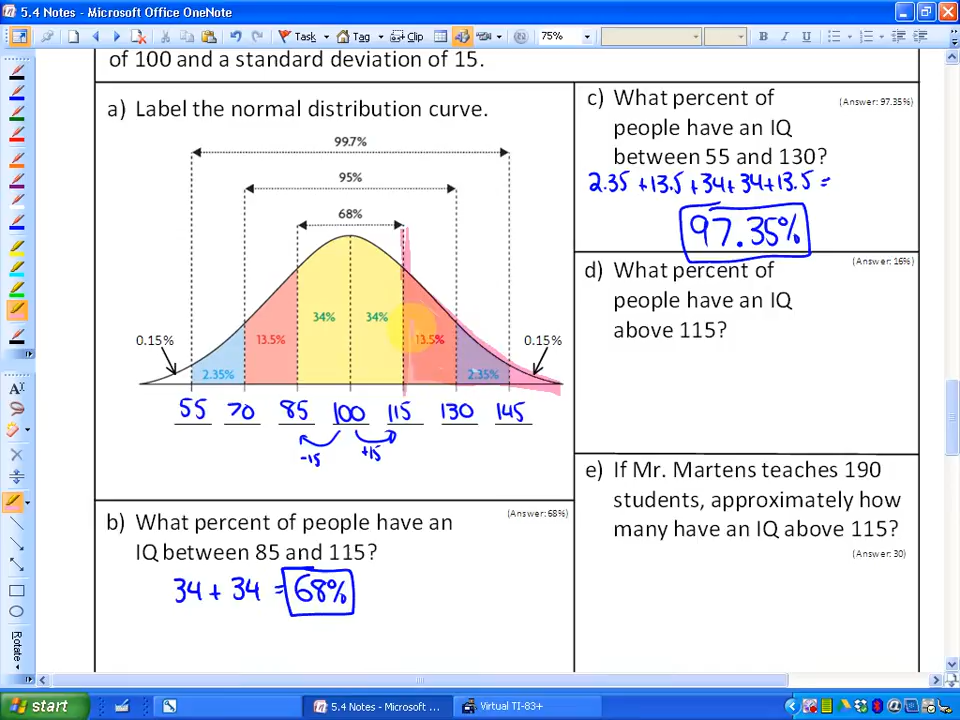 5.4 Notes - Microsoft Office OneNote
Task
Tag
Clip
75%
B I U
of 100 and a standard deviation of 15.
a) Label the normal distribution curve.
99.7%
95%
68%
34% 34%
0.15% 13.5% 13.5% 0.15%
2.35% 2.35%
55 70 85 100 115 130 145
-15 +15
b) What percent of people have an (Answer: 68%)
IQ between 85 and 115?
34 + 34 = 68%
c) What percent of (Answer: 97.35%)
people have an IQ
between 55 and 130?
2.35 + 13.5 + 34 + 34 + 13.5 =
97.35%
d) What percent of (Answer: 16%)
people have an IQ
above 115?
e) If Mr. Martens teaches 190
students, approximately how
many have an IQ above 115?
(Answer: 30)
Rotate
start
5.4 Notes - Microsoft ...
Virtual TI-83+